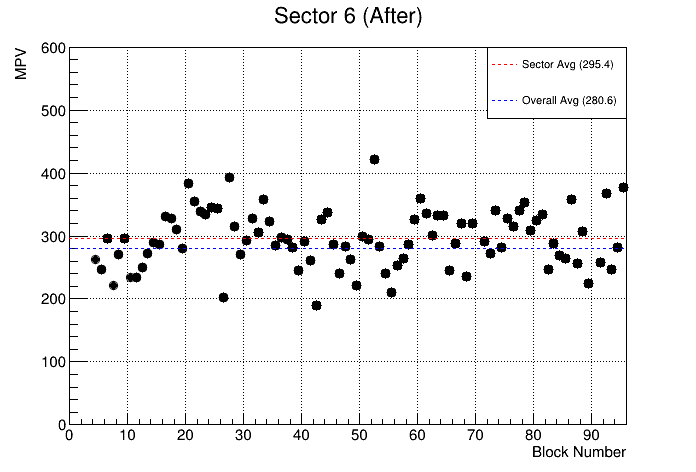 Sector 6 (After)
MPV
600
500
400
300
200
100
0
Sector Avg (295.4)
Overall Avg (280.6)
0 10 20 30 40 50 60 70 80 90
Block Number